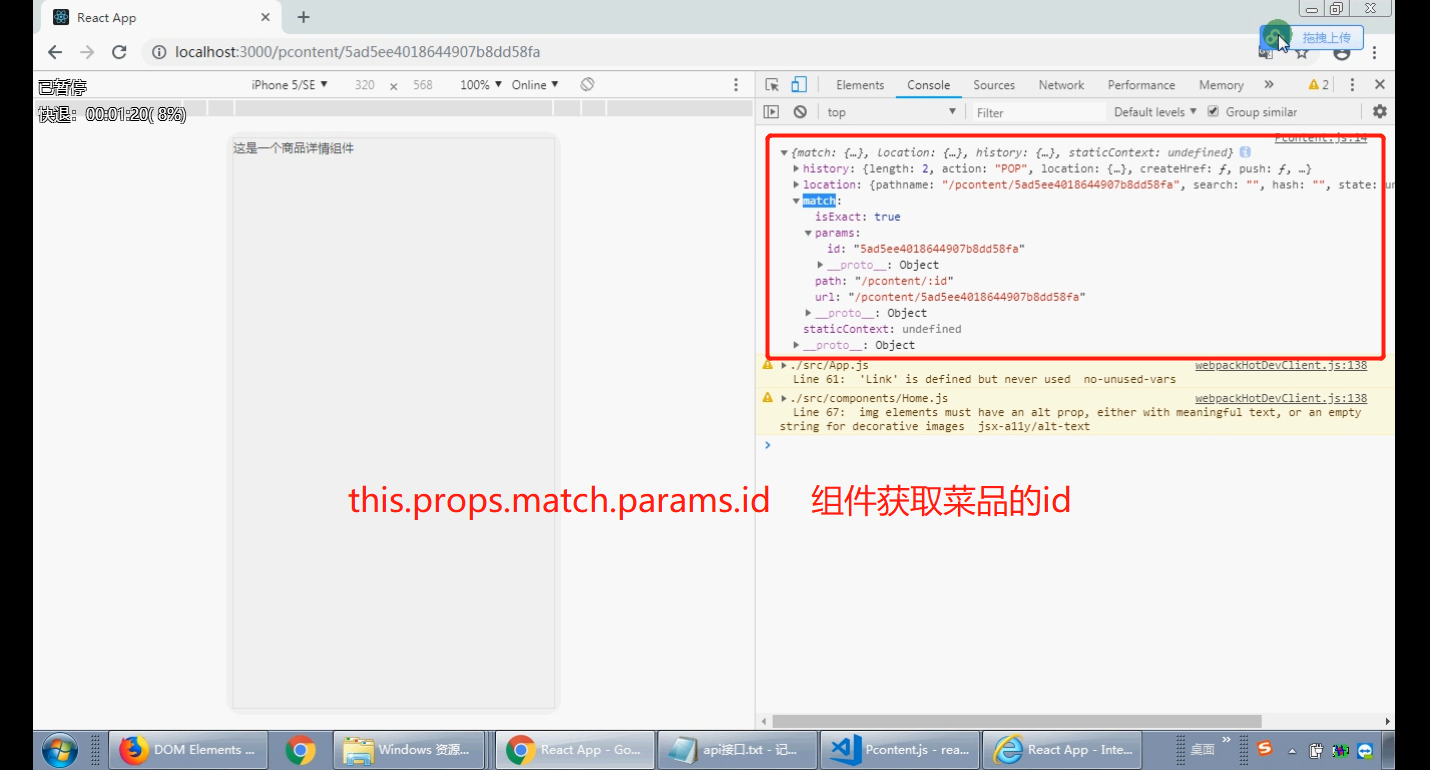 React App
localhost:3000/pcontent/5ad5ee4018644907b8dd58fa
拖拽上传
已暂停
快退: 00:01:20( 8%)
iPhone 5/SE ▼ 320 × 568 100% ▼ Online ▼
Elements Console Sources Network Performance Memory » 2
top ▼ Filter Default levels ▼ Group similar
这是一个商品详情组件
Pcontent.js:14
{match: {…}, location: {…}, history: {…}, staticContext: undefined}
history: {length: 2, action: "POP", location: {…}, createHref: ƒ, push: ƒ, …}
location: {pathname: "/pcontent/5ad5ee4018644907b8dd58fa", search: "", hash: "", state: un
match:
isExact: true
params:
id: "5ad5ee4018644907b8dd58fa"
__proto__: Object
path: "/pcontent/:id"
url: "/pcontent/5ad5ee4018644907b8dd58fa"
__proto__: Object
staticContext: undefined
__proto__: Object
./src/App.js webpackHotDevClient.js:138
Line 61: 'Link' is defined but never used no-unused-vars
./src/components/Home.js webpackHotDevClient.js:138
Line 67: img elements must have an alt prop, either with meaningful text, or an empty
string for decorative images jsx-a11y/alt-text
this.props.match.params.id 组件获取菜品的id
DOM Elements ... Windows 资源... React App - Go... api接口.txt - 记... Pcontent.js - rea... React App - Inte... 桌面 »